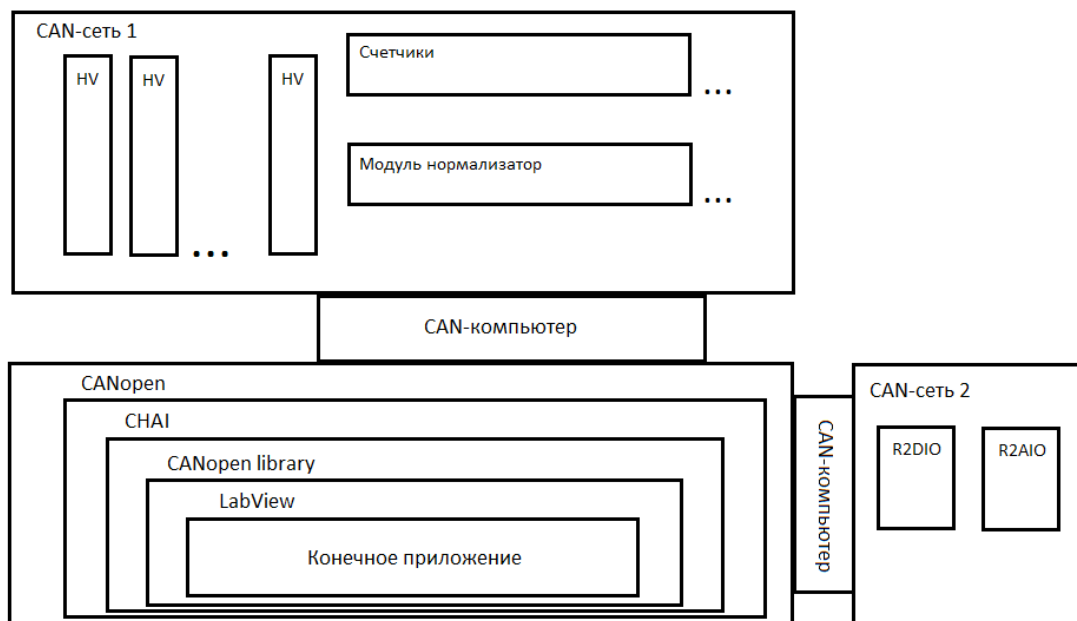 CAN-сеть 1
HV
HV
HV
Счетчики
...
Модуль нормализатор
...
...
CAN-компьютер
CANopen
CHAI
CANopen library
LabView
Конечное приложение
CAN-компьютер
CAN-сеть 2
R2DIO
R2AIO